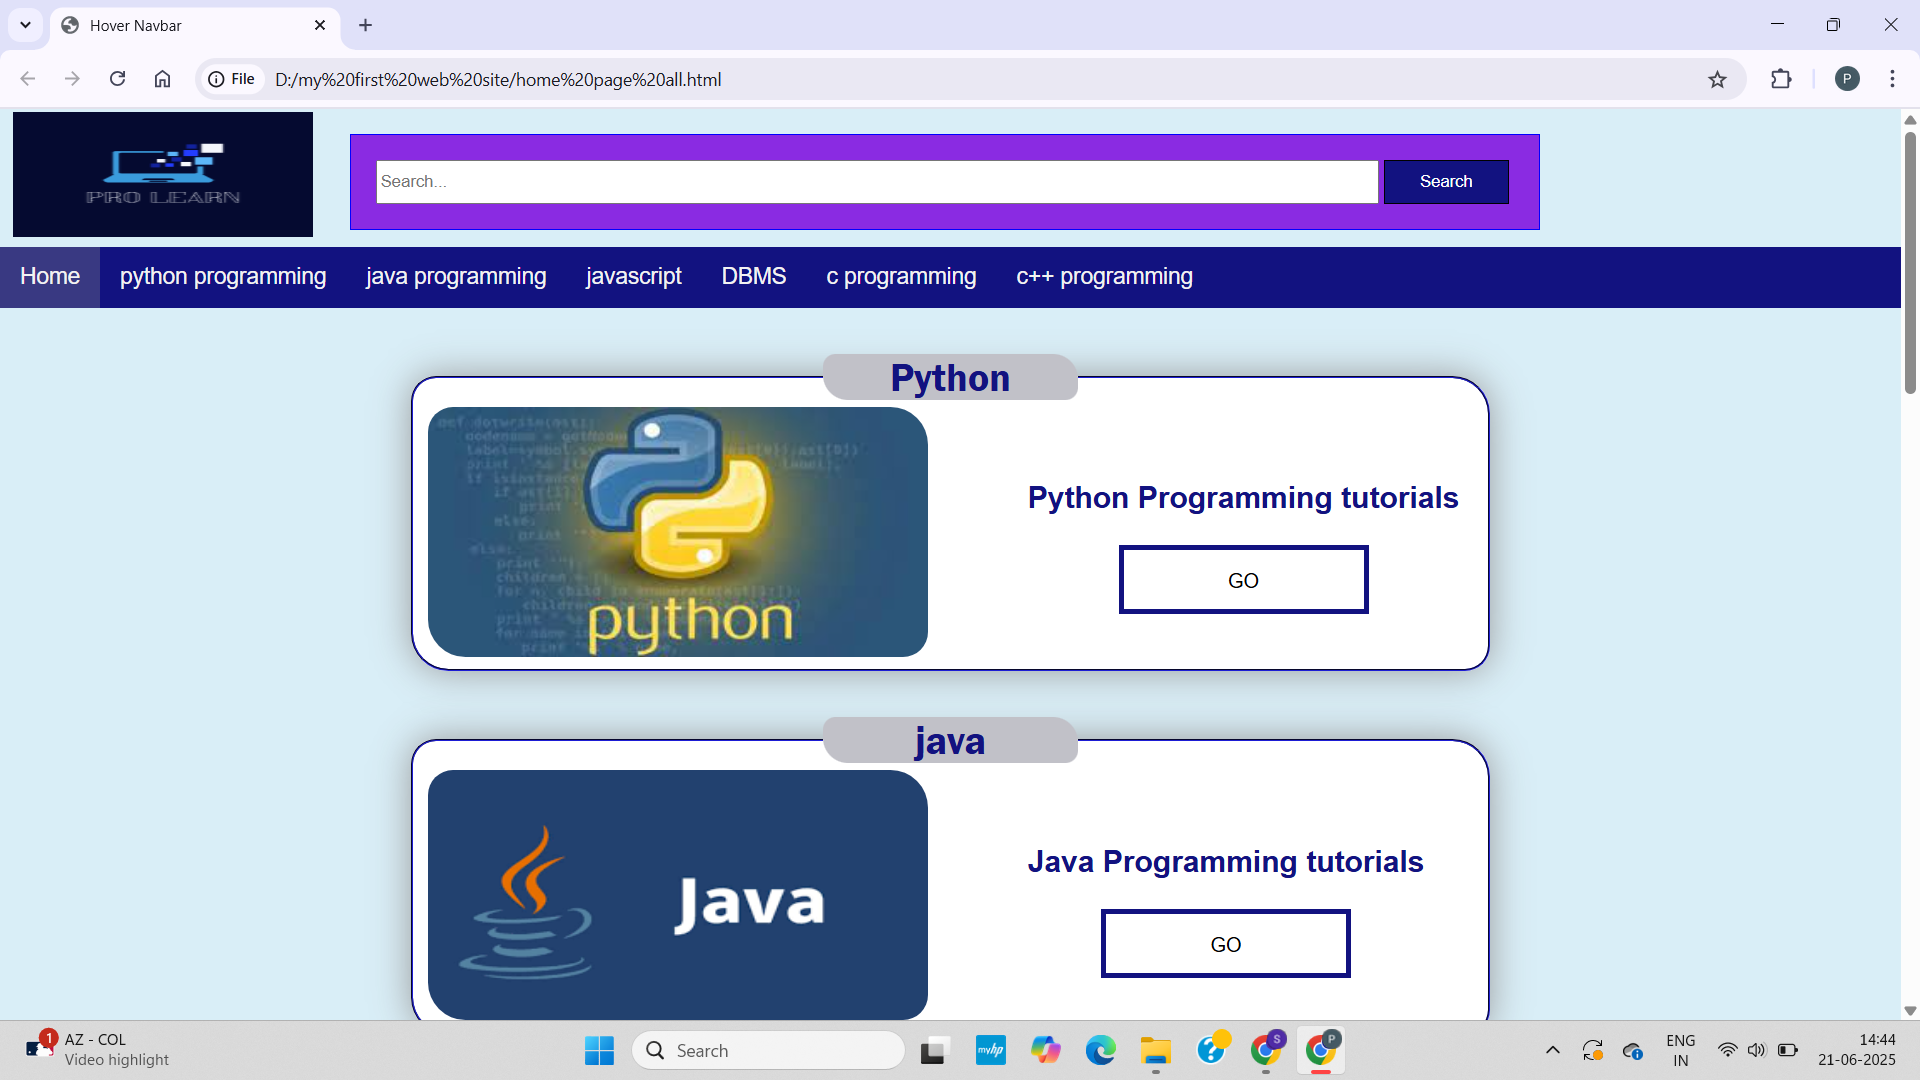 Hover Navbar
File D:/my%20first%20web%20site/home%20page%20all.html
P
PRO LEARN
Search...
Search
Home python programming java programming javascript DBMS c programming c++ programming
Python
python
Python Programming tutorials
GO
java
Java
Java Programming tutorials
GO
1
AZ - COL
Video highlight
Search
myhp
S
P
ENG
IN
14:44
21-06-2025